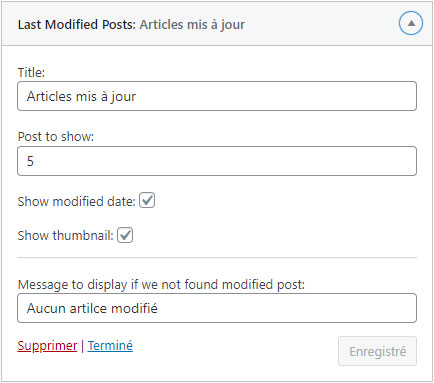 Last Modified Posts: Articles mis à jour
Title:
Articles mis à jour
Post to show:
5
Show modified date:
Show thumbnail:
Message to display if we not found modified post:
Aucun artilce modifié
Supprimer | Terminé
Enregistré